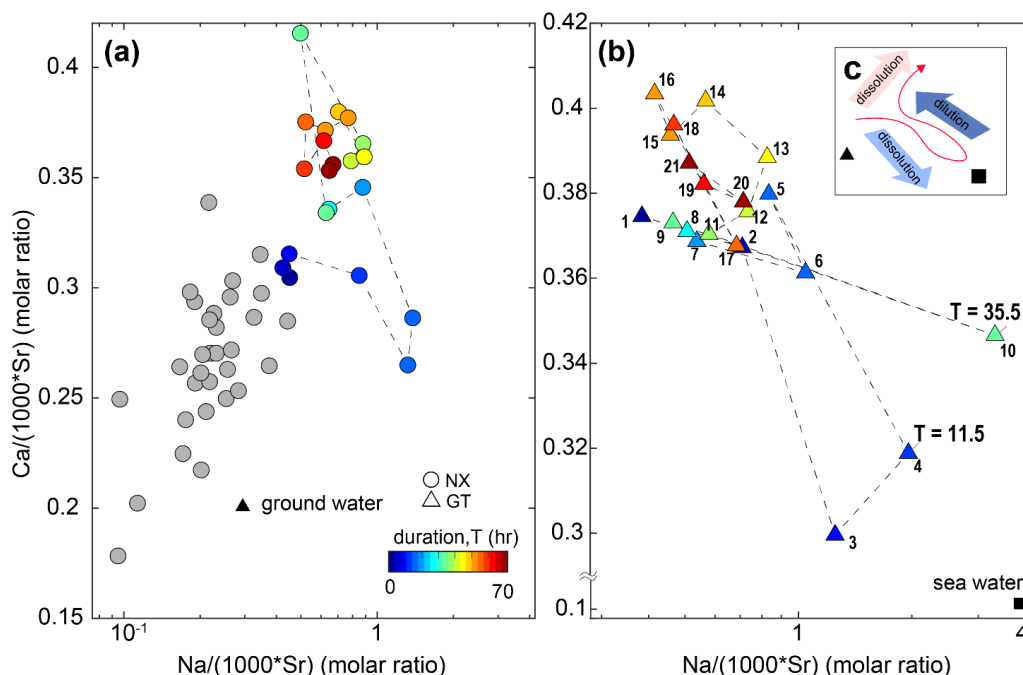 (a)
0.4
0.35
0.3
0.25
0.2
0.15
Ca/(1000*Sr) (molar ratio)
ground water
NX
GT
duration,T (hr)
0
70
10-1
1
Na/(1000*Sr) (molar ratio)
(b)
0.42
0.4
0.38
0.36
0.34
0.32
0.3
0.1
16
14
18
15
13
21
5
19
20
1
8
11
12
9
7
17
2
6
T = 35.5
10
T = 11.5
4
3
sea water
1
4
Na/(1000*Sr) (molar ratio)
c
dissolution
dilution
dissolution